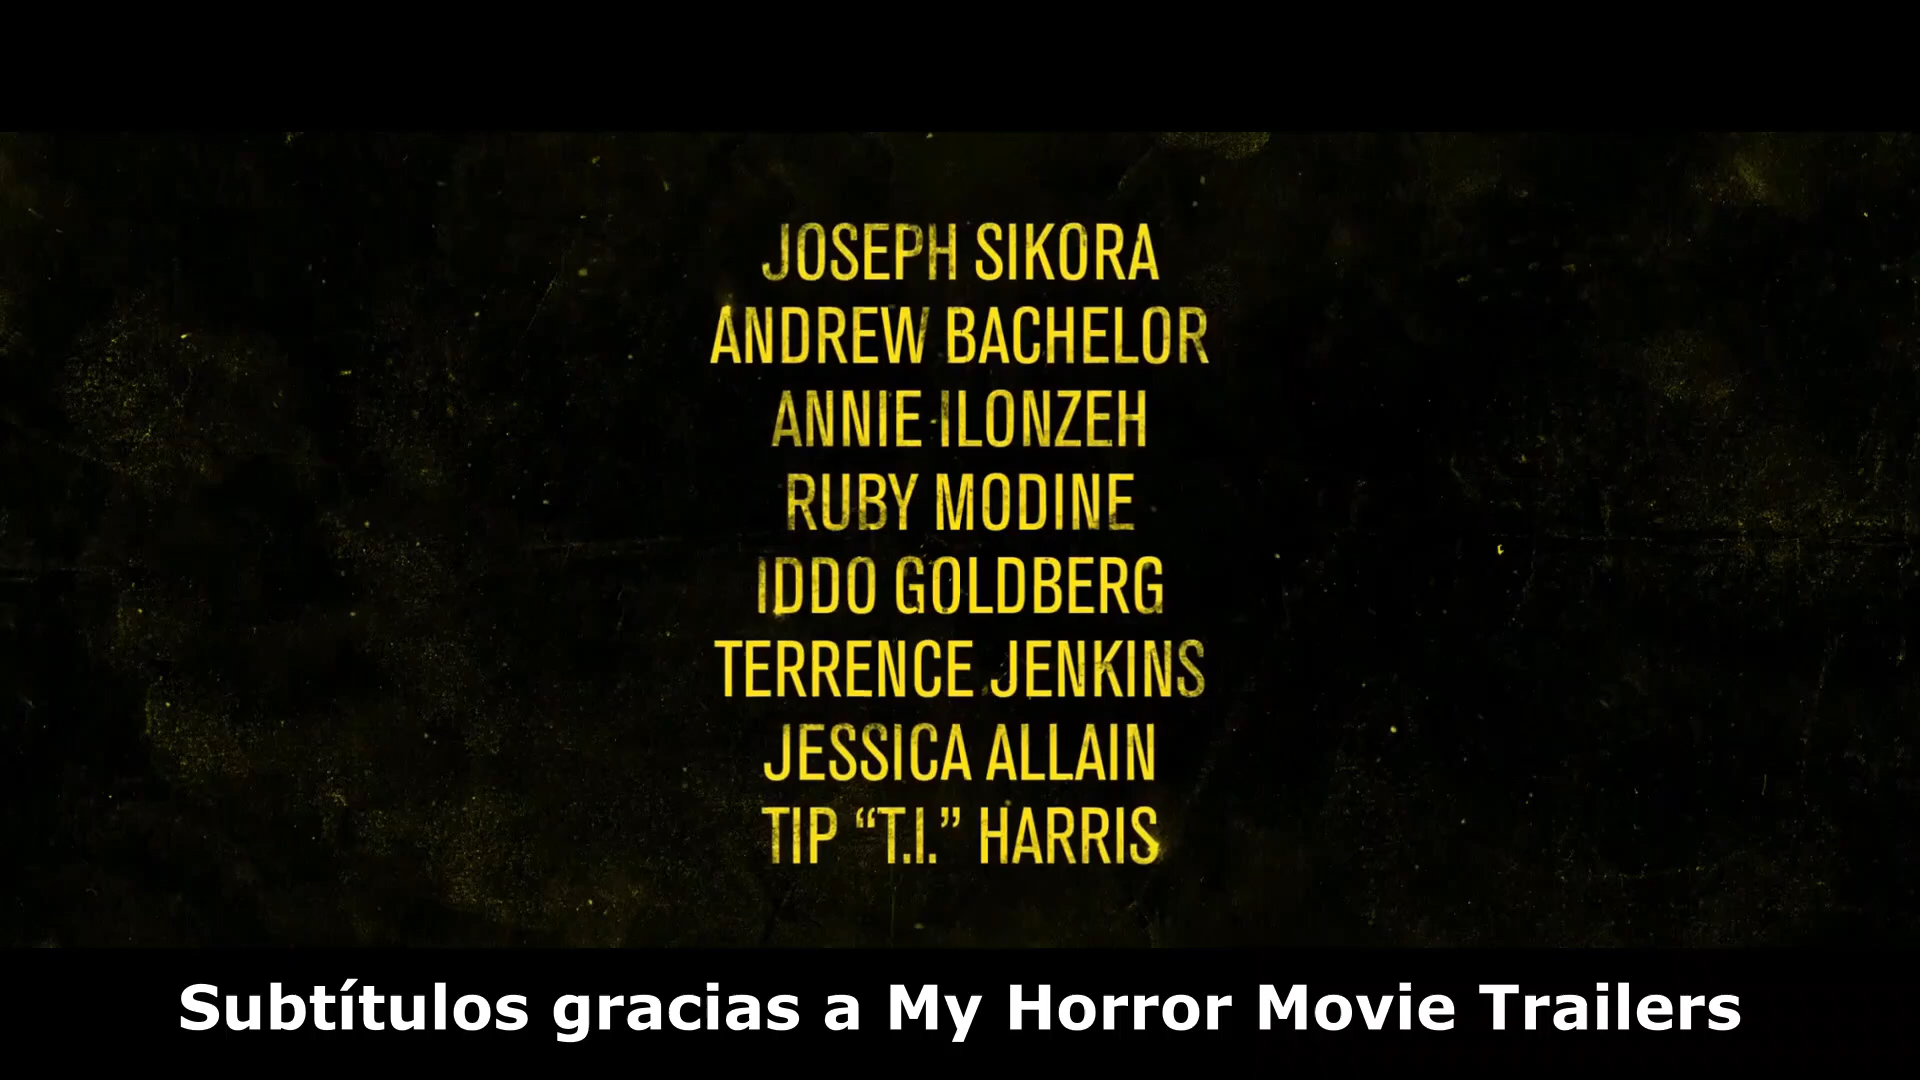 JOSEPH SIKORA
ANDREW BACHELOR
ANNIE ILONZEH
RUBY MODINE
IDDO GOLDBERG
TERRENCE JENKINS
JESSICA ALLAIN
TIP “T.I.” HARRIS
Subtítulos gracias a My Horror Movie Trailers